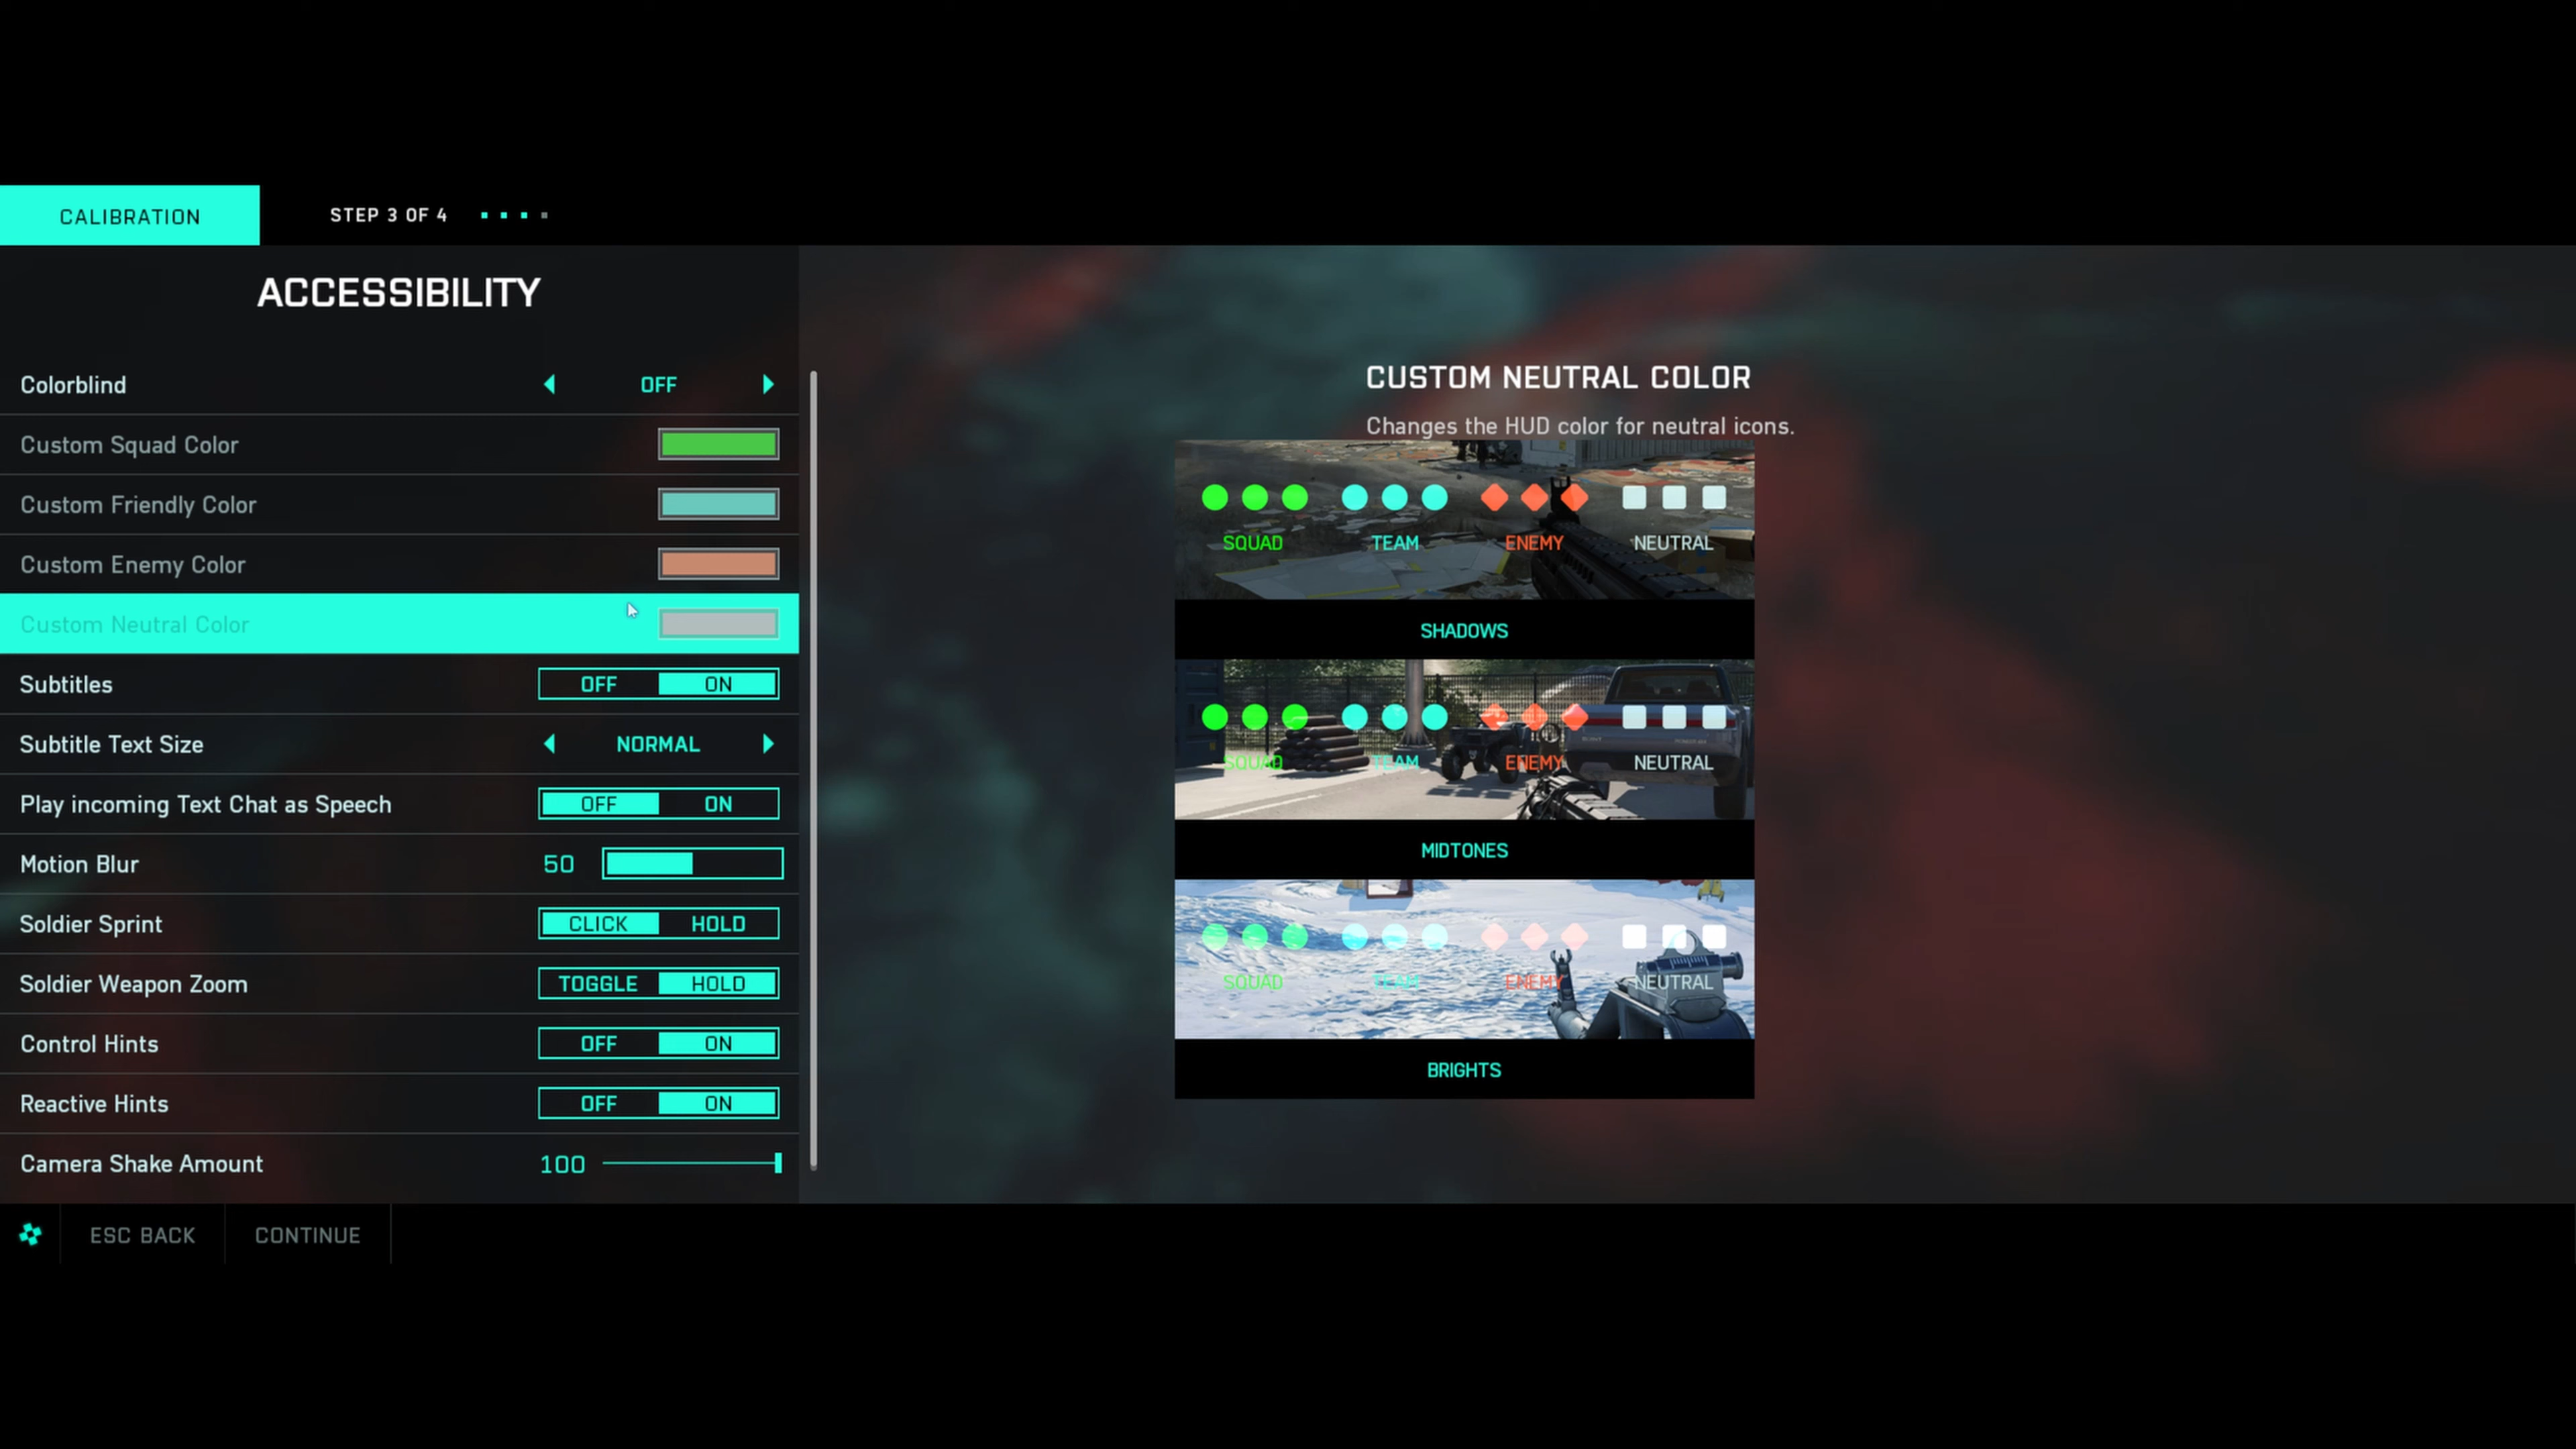 CALIBRATION
STEP 3 OF 4
ACCESSIBILITY
Colorblind OFF
Custom Squad Color
Custom Friendly Color
Custom Enemy Color
Custom Neutral Color
Subtitles OFF ON
Subtitle Text Size NORMAL
Play incoming Text Chat as Speech OFF ON
Motion Blur 50
Soldier Sprint CLICK HOLD
Soldier Weapon Zoom TOGGLE HOLD
Control Hints OFF ON
Reactive Hints OFF ON
Camera Shake Amount 100
CUSTOM NEUTRAL COLOR
Changes the HUD color for neutral icons.
SQUAD TEAM ENEMY NEUTRAL
SHADOWS
SQUAD TEAM ENEMY NEUTRAL
MIDTONES
SQUAD TEAM ENEMY NEUTRAL
BRIGHTS
ESC BACK CONTINUE